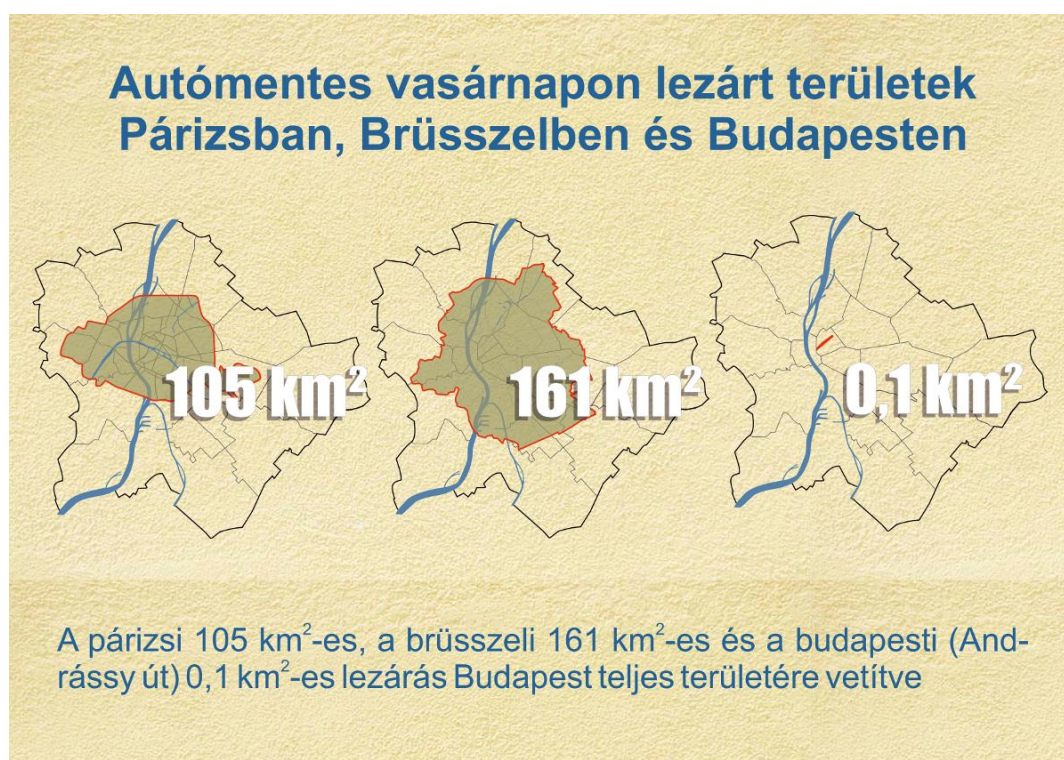 Autómentes vasárnapon lezárt területek
Párizsban, Brüsszelben és Budapesten
105 km²
161 km²
0,1 km²
A párizsi 105 km²-es, a brüsszeli 161 km²-es és a budapesti (And-
rássy út) 0,1 km²-es lezárás Budapest teljes területére vetítve